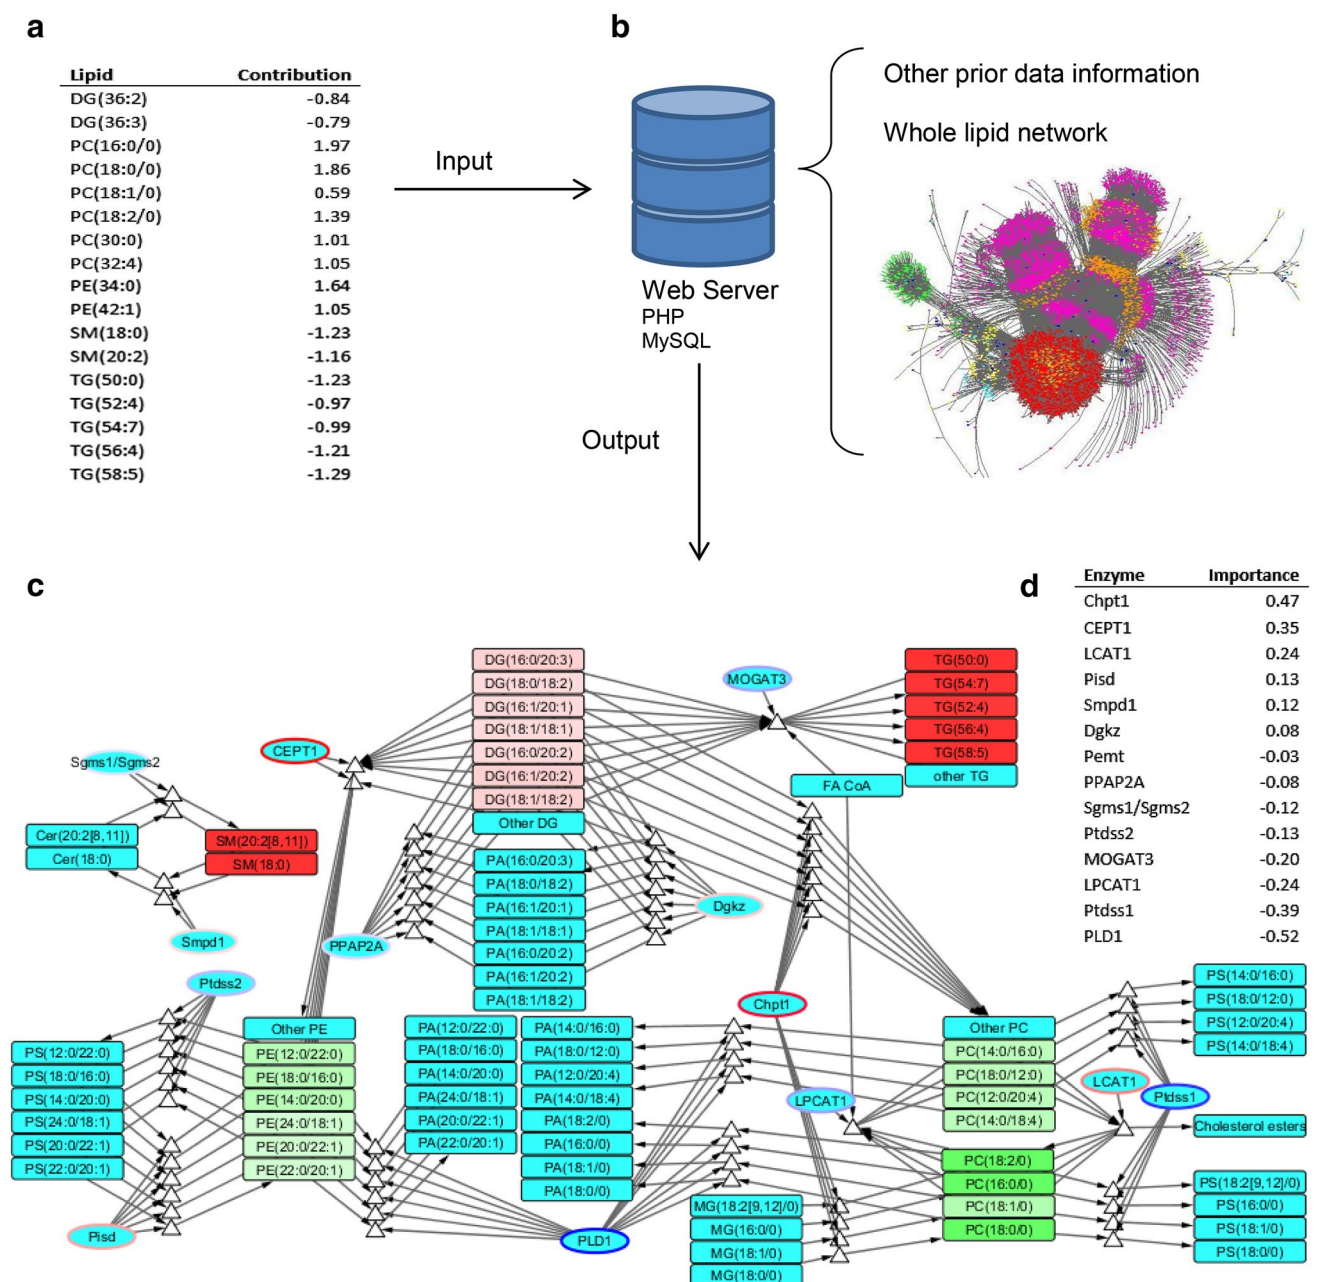 a
Lipid Contribution
DG(36:2) -0.84
DG(36:3) -0.79
PC(16:0/0) 1.97
PC(18:0/0) 1.86
PC(18:1/0) 0.59
PC(18:2/0) 1.39
PC(30:0) 1.01
PC(32:4) 1.05
PE(34:0) 1.64
PE(42:1) 1.05
SM(18:0) -1.23
SM(20:2) -1.16
TG(50:0) -1.23
TG(52:4) -0.97
TG(54:7) -0.99
TG(56:4) -1.21
TG(58:5) -1.29
Input
b
Web Server
PHP
MySQL
Other prior data information
Whole lipid network
Output
c
Sgms1/Sgms2
Cer(20:2[8,11])
Cer(18:0)
SM(20:2[8,11])
SM(18:0)
Smpd1
CEPT1
DG(16:0/20:3)
DG(18:0/18:2)
DG(16:1/20:1)
DG(18:1/18:1)
DG(16:0/20:2)
DG(16:1/20:2)
DG(18:1/18:2)
Other DG
PA(16:0/20:3)
PA(18:0/18:2)
PA(16:1/20:1)
PA(18:1/18:1)
PA(16:0/20:2)
PA(16:1/20:2)
PA(18:1/18:2)
PPAP2A
Dgkz
MOGAT3
TG(50:0)
TG(54:7)
TG(52:4)
TG(56:4)
TG(58:5)
other TG
FA CoA
Ptdss2
PS(12:0/22:0)
PS(18:0/16:0)
PS(14:0/20:0)
PS(24:0/18:1)
PS(20:0/22:1)
PS(22:0/20:1)
Pisd
Other PE
PE(12:0/22:0)
PE(18:0/16:0)
PE(14:0/20:0)
PE(24:0/18:1)
PE(20:0/22:1)
PE(22:0/20:1)
PA(12:0/22:0)
PA(18:0/16:0)
PA(14:0/20:0)
PA(24:0/18:1)
PA(20:0/22:1)
PA(22:0/20:1)
PA(14:0/16:0)
PA(18:0/12:0)
PA(12:0/20:4)
PA(14:0/18:4)
PA(18:2/0)
PA(16:0/0)
PA(18:1/0)
PA(18:0/0)
PLD1
Chpt1
LPCAT1
MG(18:2[9,12]/0)
MG(16:0/0)
MG(18:1/0)
MG(18:0/0)
Other PC
PC(14:0/16:0)
PC(18:0/12:0)
PC(12:0/20:4)
PC(14:0/18:4)
PC(18:2/0)
PC(16:0/0)
PC(18:1/0)
PC(18:0/0)
LCAT1
Ptdss1
PS(14:0/16:0)
PS(18:0/12:0)
PS(12:0/20:4)
PS(14:0/18:4)
Cholesterol esters
PS(18:2[9,12]/0)
PS(16:0/0)
PS(18:1/0)
PS(18:0/0)
d
Enzyme Importance
Chpt1 0.47
CEPT1 0.35
LCAT1 0.24
Pisd 0.13
Smpd1 0.12
Dgkz 0.08
Pemt -0.03
PPAP2A -0.08
Sgms1/Sgms2 -0.12
Ptdss2 -0.13
MOGAT3 -0.20
LPCAT1 -0.24
Ptdss1 -0.39
PLD1 -0.52